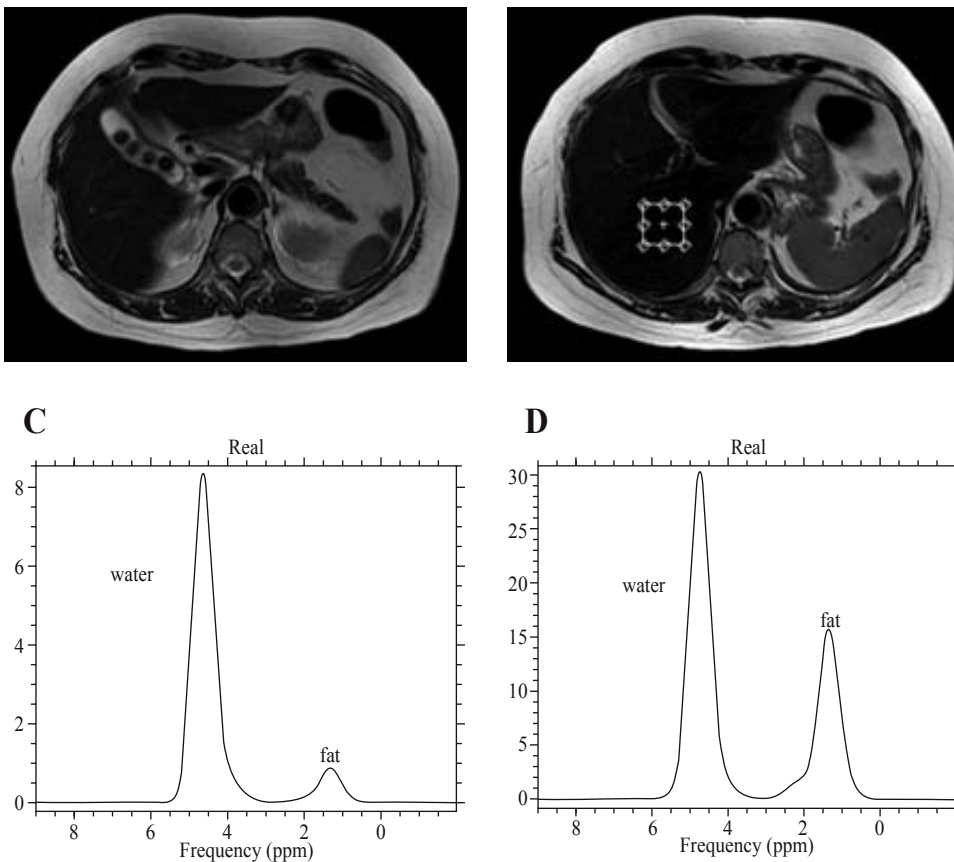 C
Real
8
6
4
2
0
water
fat
8 6 4 2 0
Frequency (ppm)
D
Real
30
25
20
15
10
5
0
water
fat
8 6 4 2 0
Frequency (ppm)